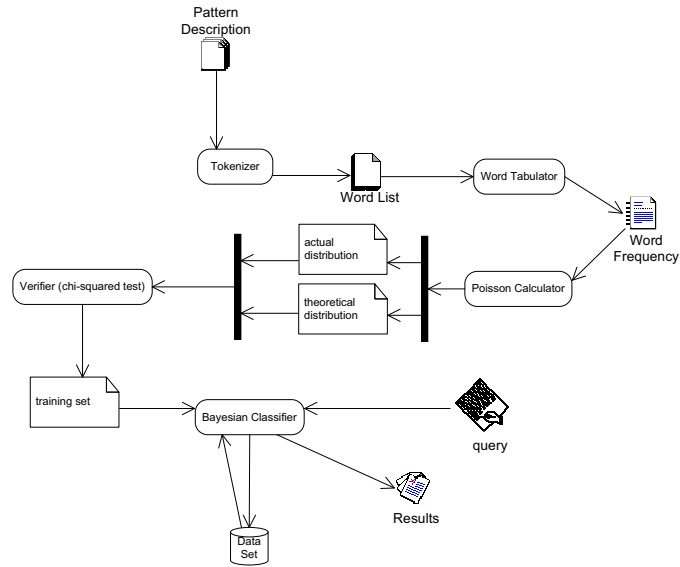 Pattern
Description
Tokenizer
Word List
Word Tabulator
Word
Frequency
actual
distribution
theoretical
distribution
Poisson Calculator
Verifier (chi-squared test)
training set
Bayesian Classifier
query
Results
Data
Set